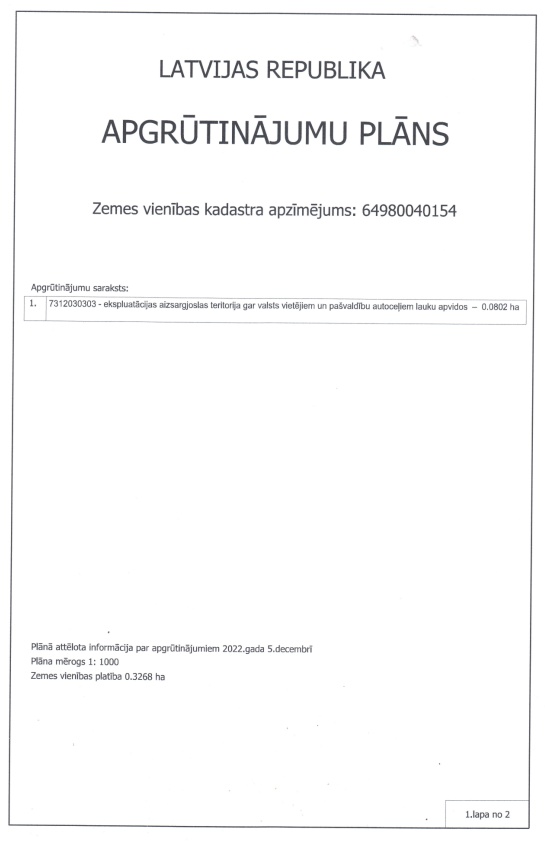 LATVIJAS REPUBLIKA
APGRŪTINĀJUMU PLĀNS
Zemes vienības kadastra apzīmējums: 64980040154
Apgrūtinājumu saraksts:
1. 7312030303 - ekspluatācijas aizsargjoslas teritorija gar valsts vietējiem un pašvaldību autoceļiem lauku apvidos – 0.0802 ha
Plānā attēlota informācija par apgrūtinājumiem 2022.gada 5.decembrī
Plāna mērogs 1: 1000
Zemes vienības platība 0.3268 ha
1.lapa no 2